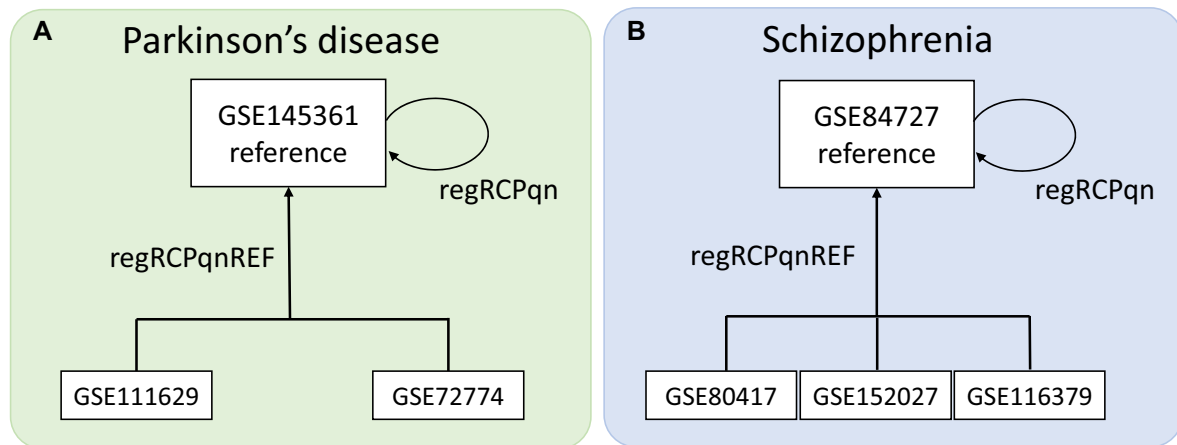 A
Parkinson's disease
GSE145361
reference
regRCPqn
regRCPqnREF
GSE111629
GSE72774
B
Schizophrenia
GSE84727
reference
regRCPqn
regRCPqnREF
GSE80417
GSE152027
GSE116379